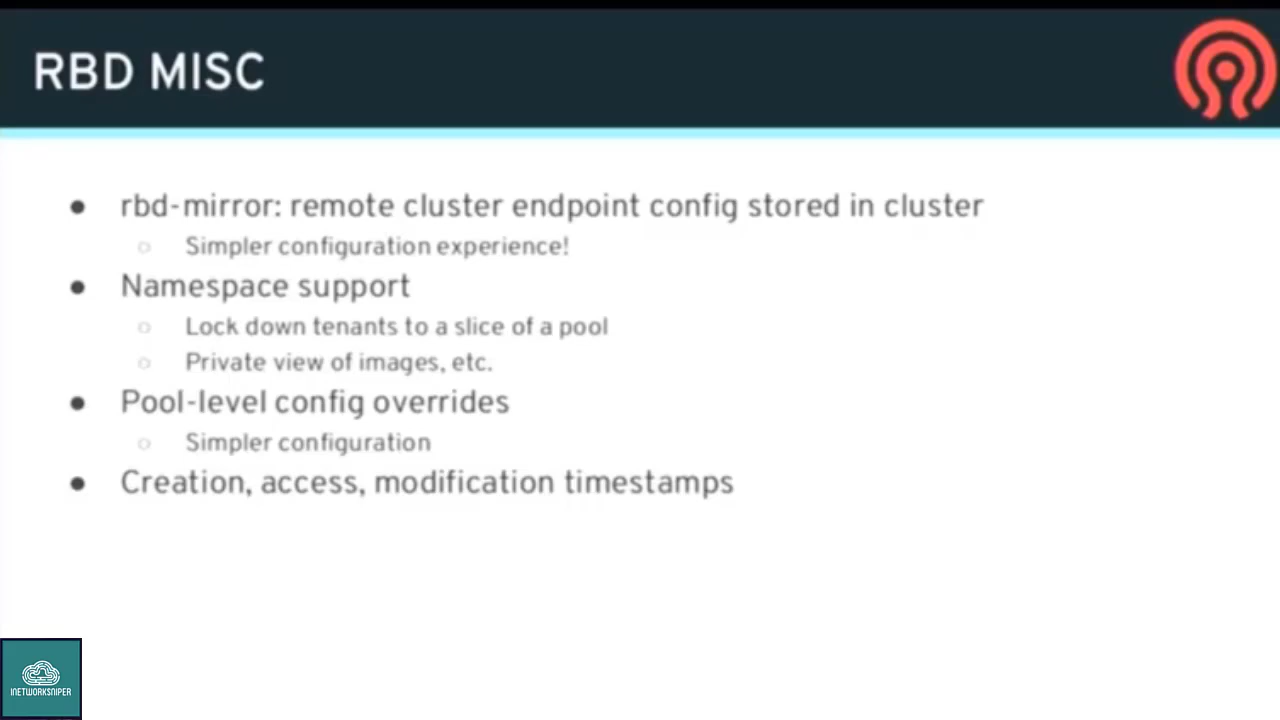 RBD MISC
● rbd-mirror: remote cluster endpoint config stored in cluster
○ Simpler configuration experience!
● Namespace support
○ Lock down tenants to a slice of a pool
○ Private view of images, etc.
● Pool-level config overrides
○ Simpler configuration
● Creation, access, modification timestamps
INETWORKSNIPER